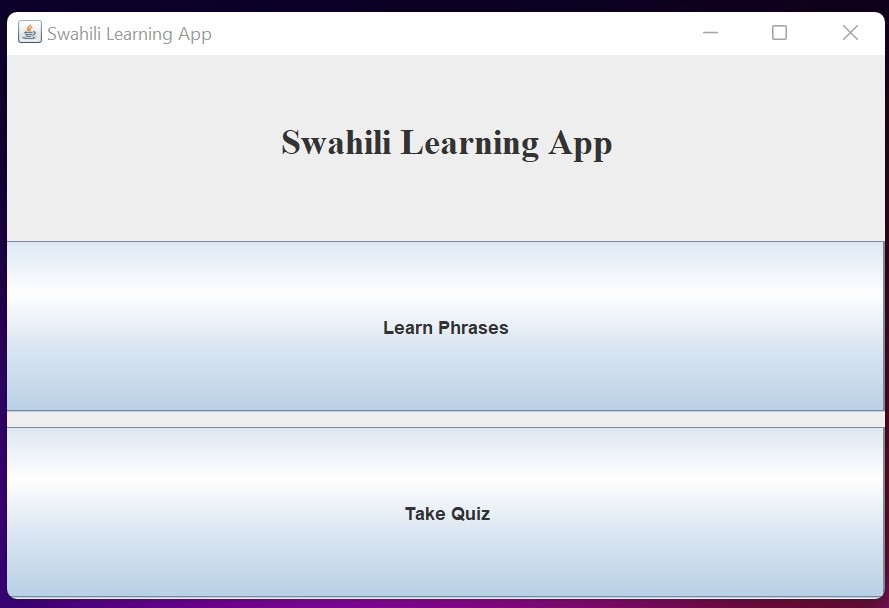 Swahili Learning App
Swahili Learning App
Learn Phrases
Take Quiz